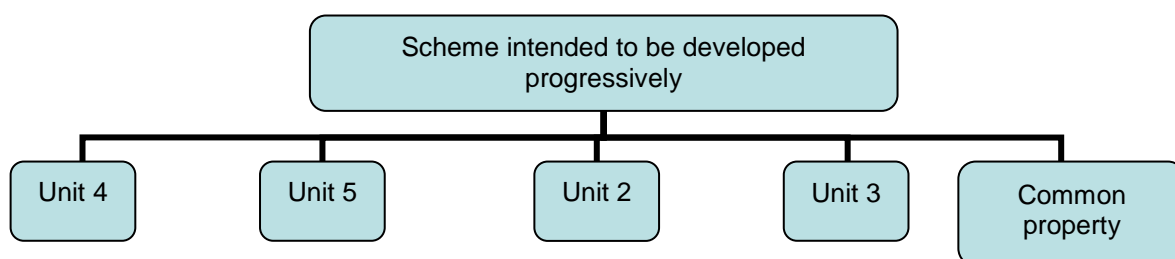 Scheme intended to be developed
progressively
Unit 4
Unit 5
Unit 2
Unit 3
Common
property